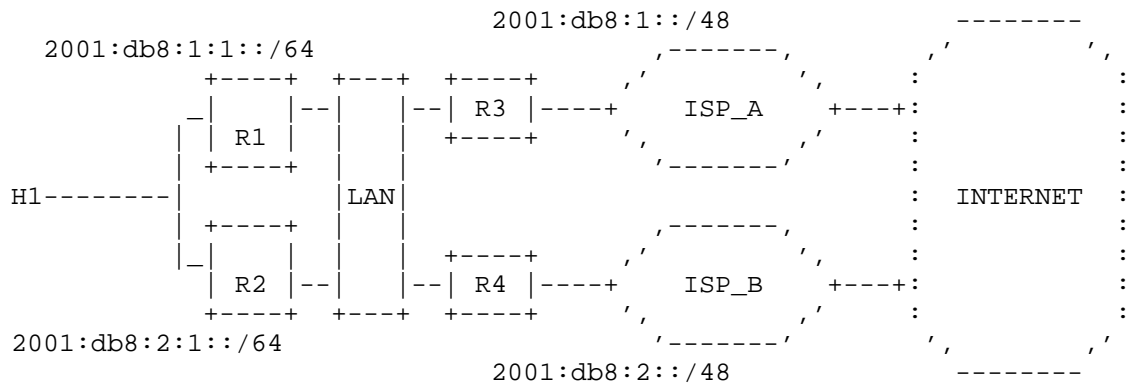 2001:db8:1::/48                    --------
   2001:db8:1:1::/64                                ,-------,            ,'        ',
                 +----+  +---+  +----+           ,'           ',      :              :
                _|    |--|   |--| R3 |----+    ISP_A    +---+:              :
               | | R1 |  |   |  +----+           ',           ,'      :              :
               | +----+  |   |                      '-------'         :              :
H1--------|         |LAN|                                        :   INTERNET   :
               | +----+  |   |                      ,-------,         :              :
               |_|    |  |   |  +----+           ,'           ',      :              :
                 | R2 |--|   |--| R4 |----+    ISP_B    +---+:              :
                 +----+  +---+  +----+           ',           ,'      :              :
2001:db8:2:1::/64                                   '-------'            ',        ,'
                                        2001:db8:2::/48                    --------